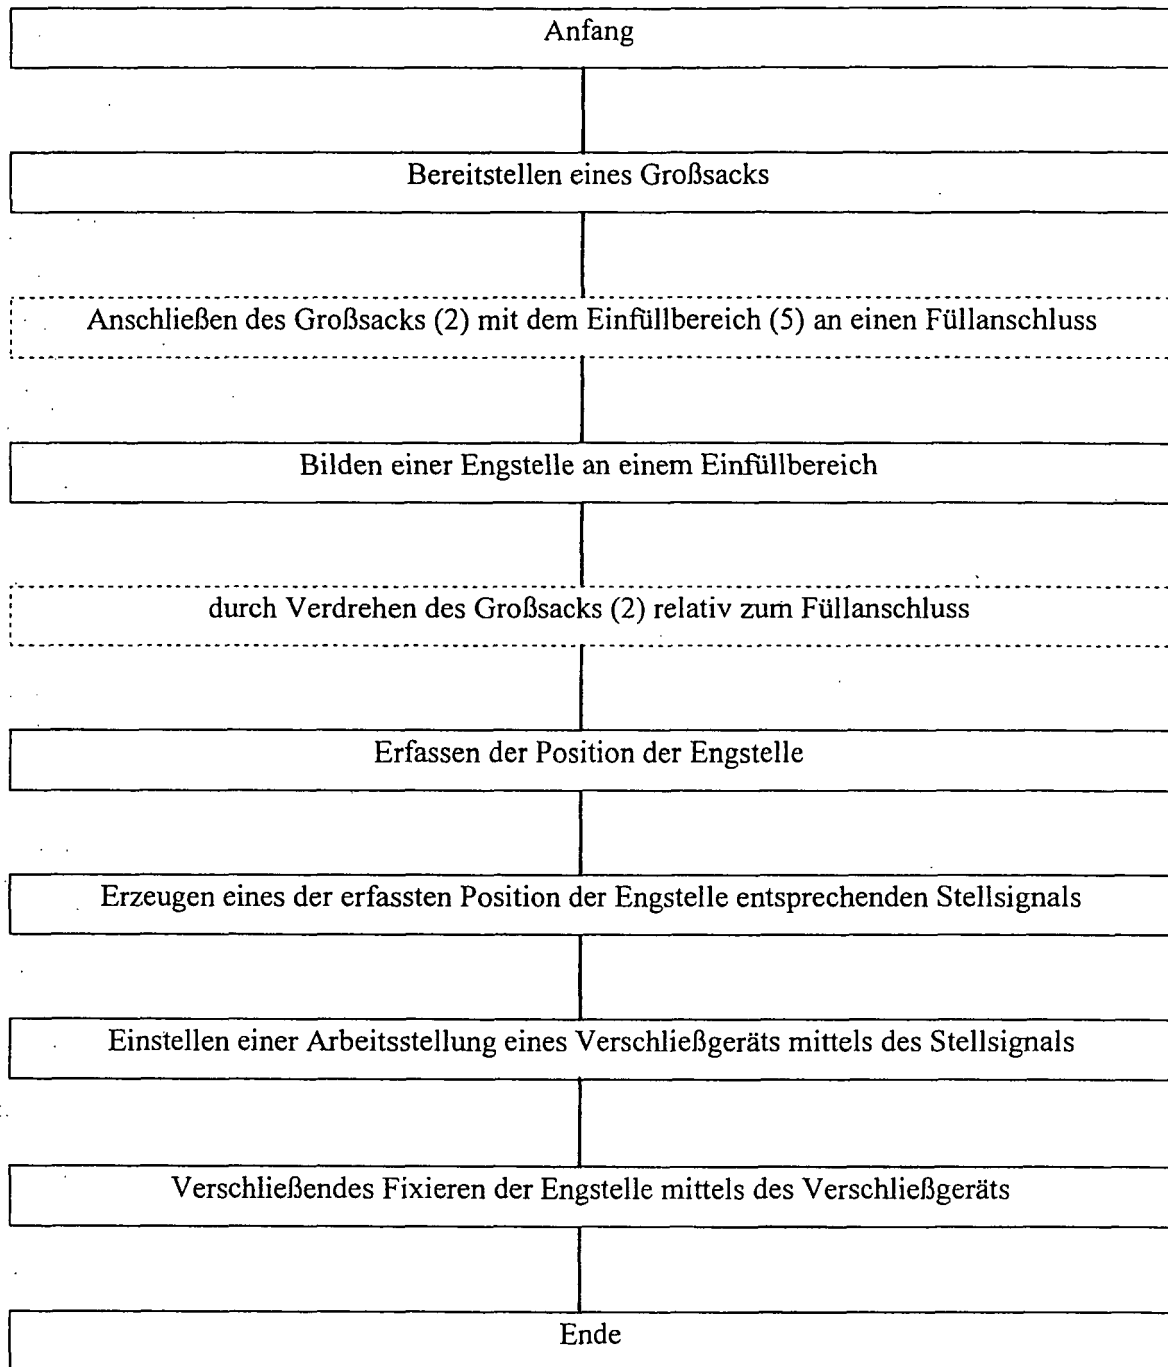 Anfang
Bereitstellen eines Großsacks
Anschließen des Großsacks (2) mit dem Einfüllbereich (5) an einen Füllanschluss
Bilden einer Engstelle an einem Einfüllbereich
durch Verdrehen des Großsacks (2) relativ zum Füllanschluss
Erfassen der Position der Engstelle
Erzeugen eines der erfassten Position der Engstelle entsprechenden Stellsignals
Einstellen einer Arbeitsstellung eines Verschließgeräts mittels des Stellsignals
Verschließendes Fixieren der Engstelle mittels des Verschließgeräts
Ende